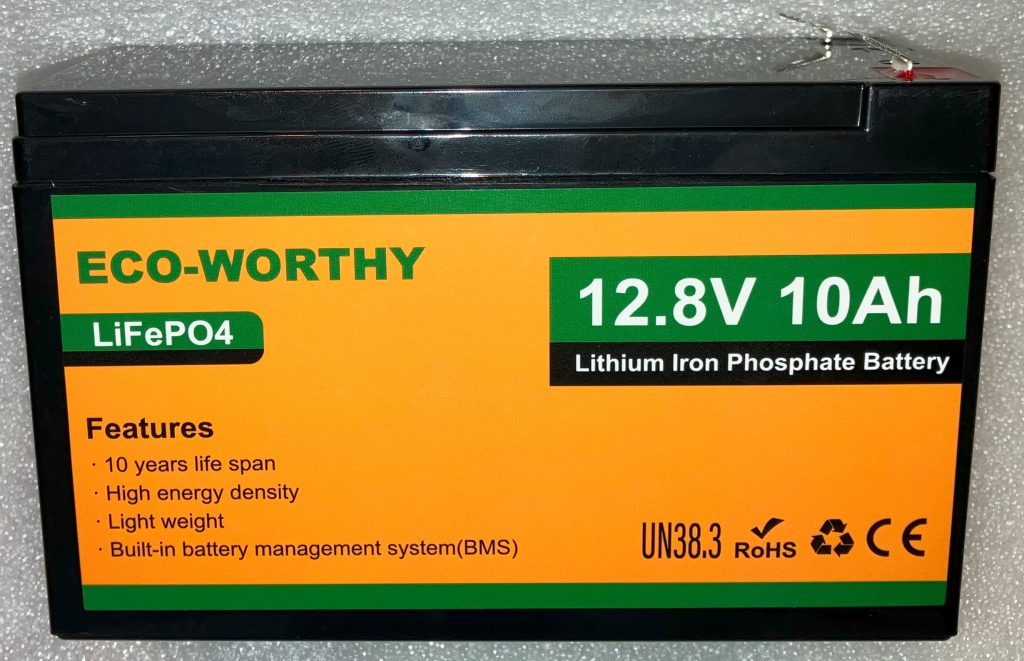 ECO-WORTHY
LiFePO4
12.8V 10Ah
Lithium Iron Phosphate Battery
Features
· 10 years life span
· High energy density
· Light weight
· Built-in battery management system(BMS)
UN38.3 RoHS CE